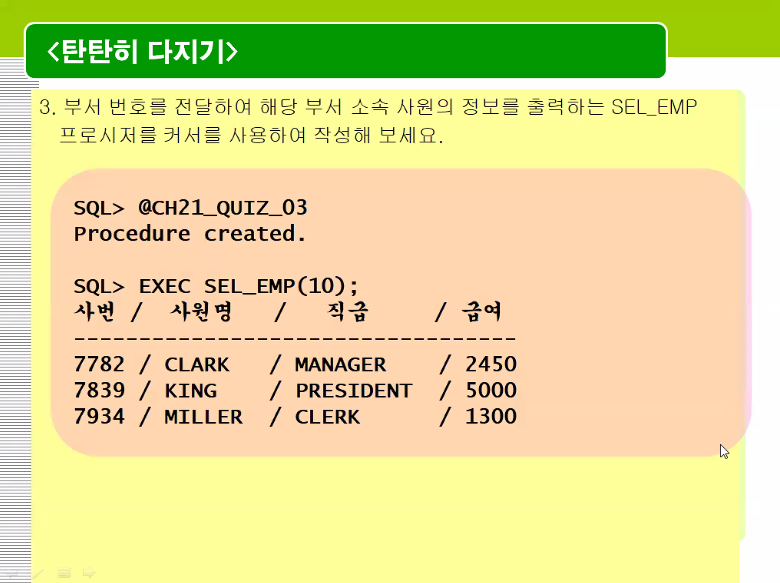 <탄탄히 다지기>
3. 부서 번호를 전달하여 해당 부서 소속 사원의 정보를 출력하는 SEL_EMP
프로시저를 커서를 사용하여 작성해 보세요.
SQL> @CH21_QUIZ_03
Procedure created.
SQL> EXEC SEL_EMP(10);
사번 / 사원명 / 직급 / 급여
----------------------------------
7782 / CLARK / MANAGER / 2450
7839 / KING / PRESIDENT / 5000
7934 / MILLER / CLERK / 1300